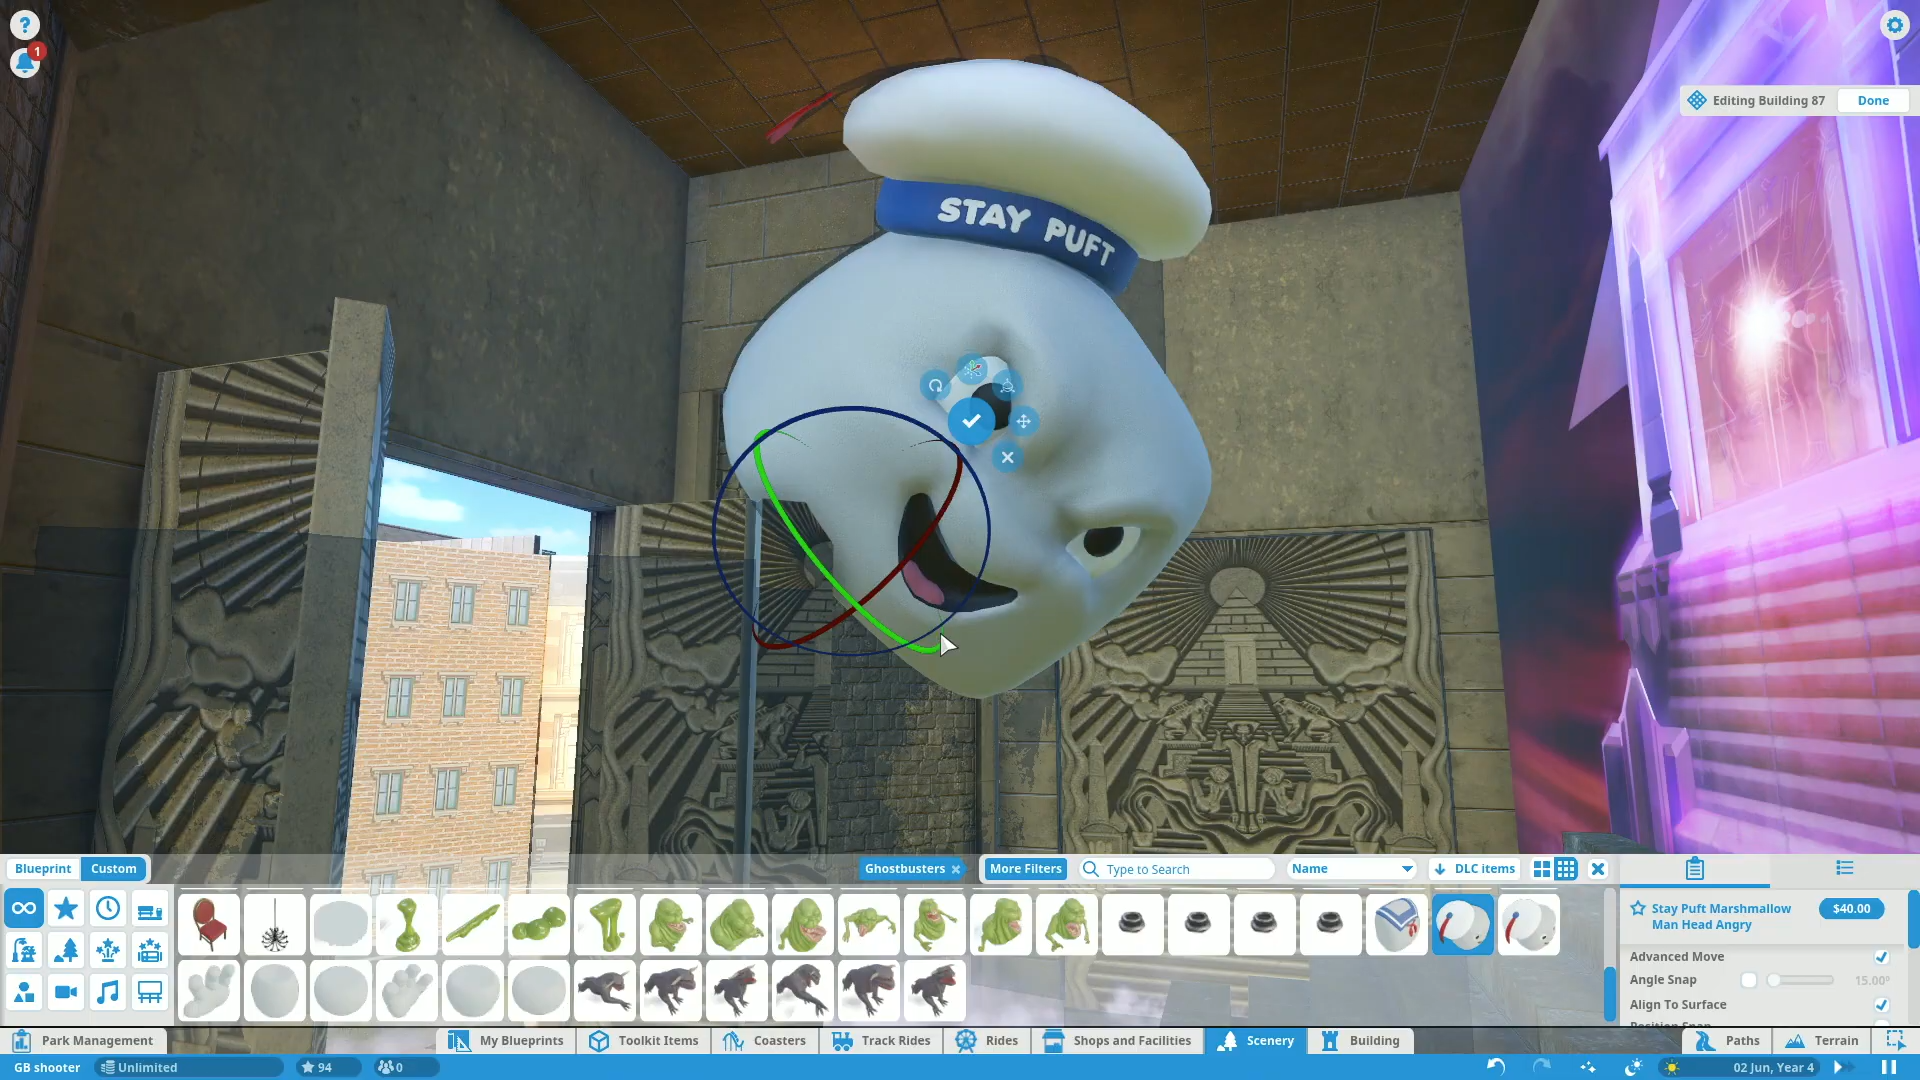 ?
1
Editing Building 87
Done
STAY PUFT
Blueprint
Custom
Ghostbusters
More Filters
Type to Search
Name
DLC items
Stay Puft Marshmallow
Man Head Angry
$40.00
Advanced Move
Angle Snap
15.00°
Align To Surface
Park Management
My Blueprints
Toolkit Items
Coasters
Track Rides
Rides
Shops and Facilities
Scenery
Building
Paths
Terrain
GB shooter
Unlimited
94
0
02 Jun, Year 4